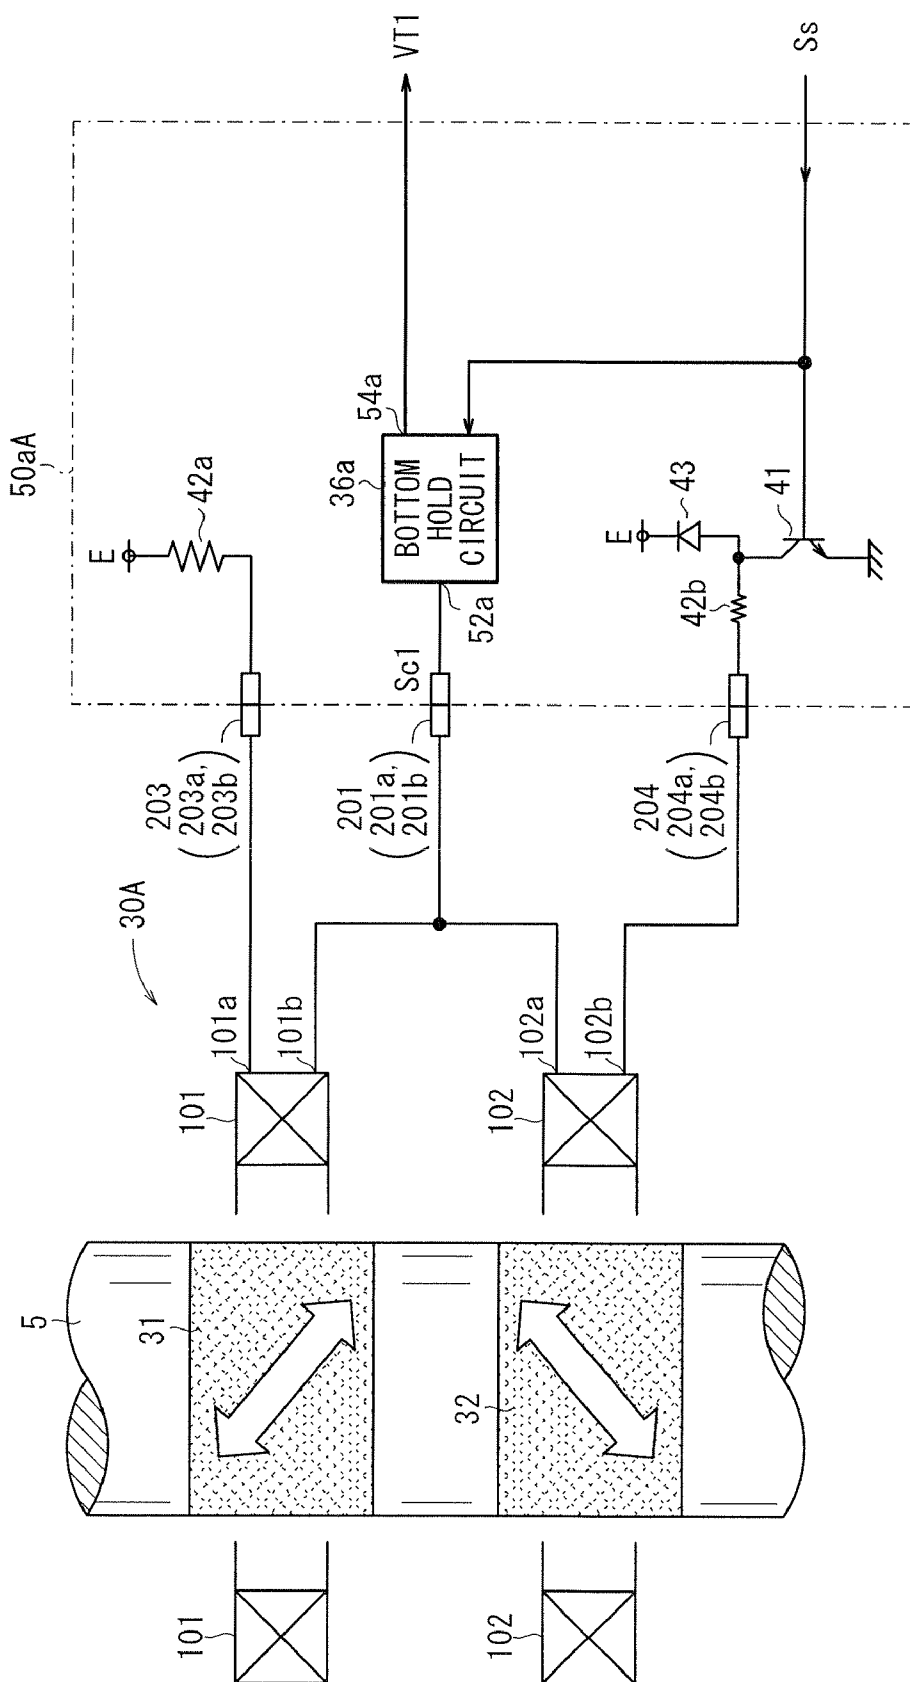 50aA
E
42a
VT1
54a
36a
BOTTOM
HOLD
CIRCUIT
52a
Sc1
Ss
E
43
41
42b
203
(203a,
203b)
201
(201a,
201b)
204
(204a,
204b)
30A
101a
101b
101
102a
102b
102
5
31
32
101
102